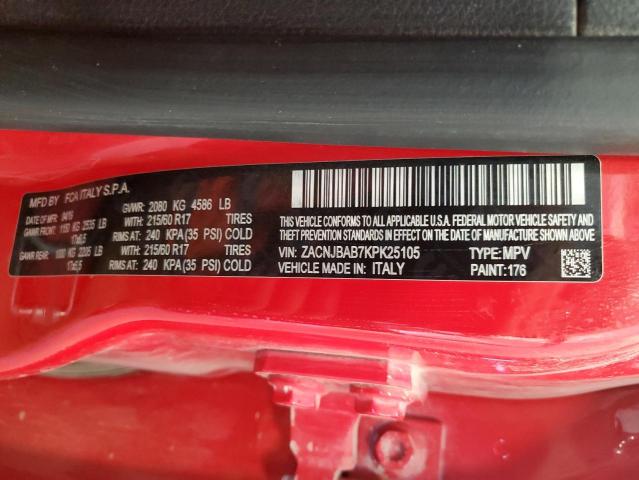 MFD BY FCA ITALY S.P.A.
DATE OF MFR: 04/19 GVWR: 2080 KG 4586 LB
GAWR FRONT: 1150 KG 2535 LB WITH: 215/60 R17 TIRES
17x6.5 RIMS AT: 240 KPA (35 PSI) COLD
GAWR REAR: 1000 KG 2205 LB WITH: 215/60 R17 TIRES
17x6.5 RIMS AT: 240 KPA (35 PSI) COLD
THIS VEHICLE CONFORMS TO ALL APPLICABLE U.S.A. FEDERAL MOTOR VEHICLE SAFETY,
BUMPER, AND THEFT PREVENTION STANDARDS IN EFFECT ON THE DATE OF MANUFACTURE SHOWN ABOVE.
VIN: ZACNJBAB7KPK25105 TYPE: MPV
VEHICLE MADE IN: ITALY PAINT: 176